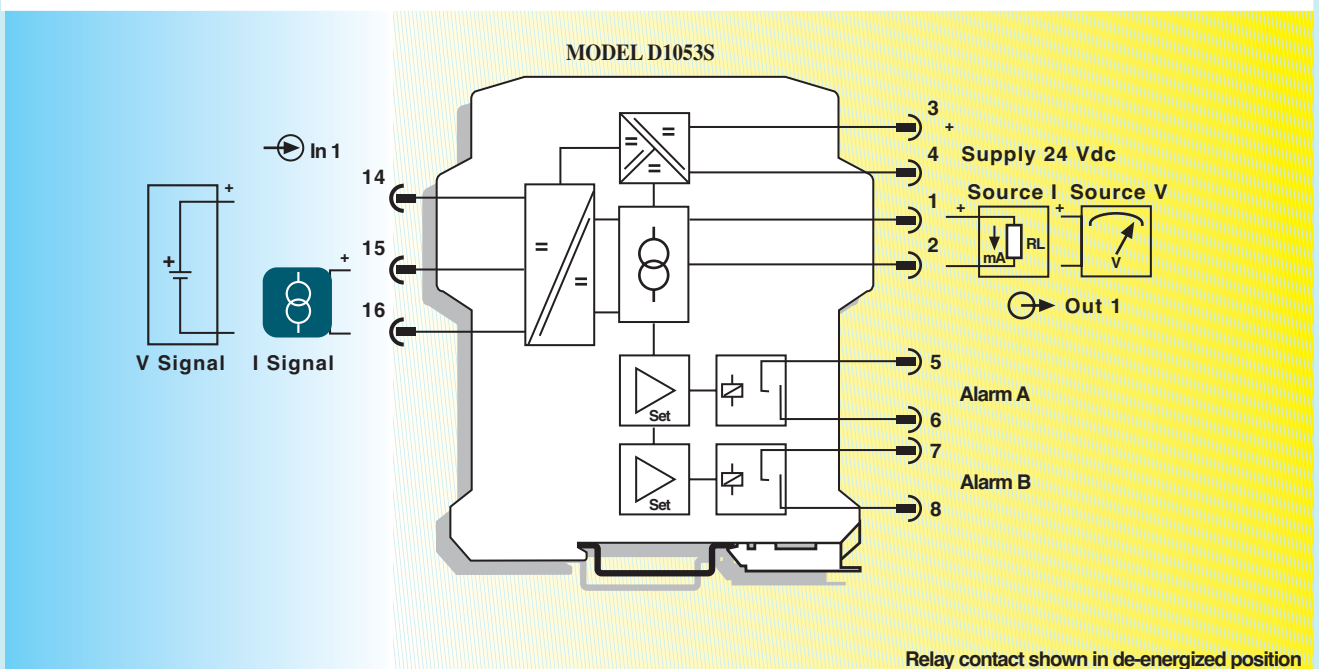 MODEL D1053S
In 1
14
15
16
+
+
+
V Signal
I Signal
=
=
=
=
=
Set
Set
3
+
4
Supply 24 Vdc
1
2
Source I
Source V
+
+
mA
RL
V
Out 1
5
Alarm A
6
7
Alarm B
8
Relay contact shown in de-energized position